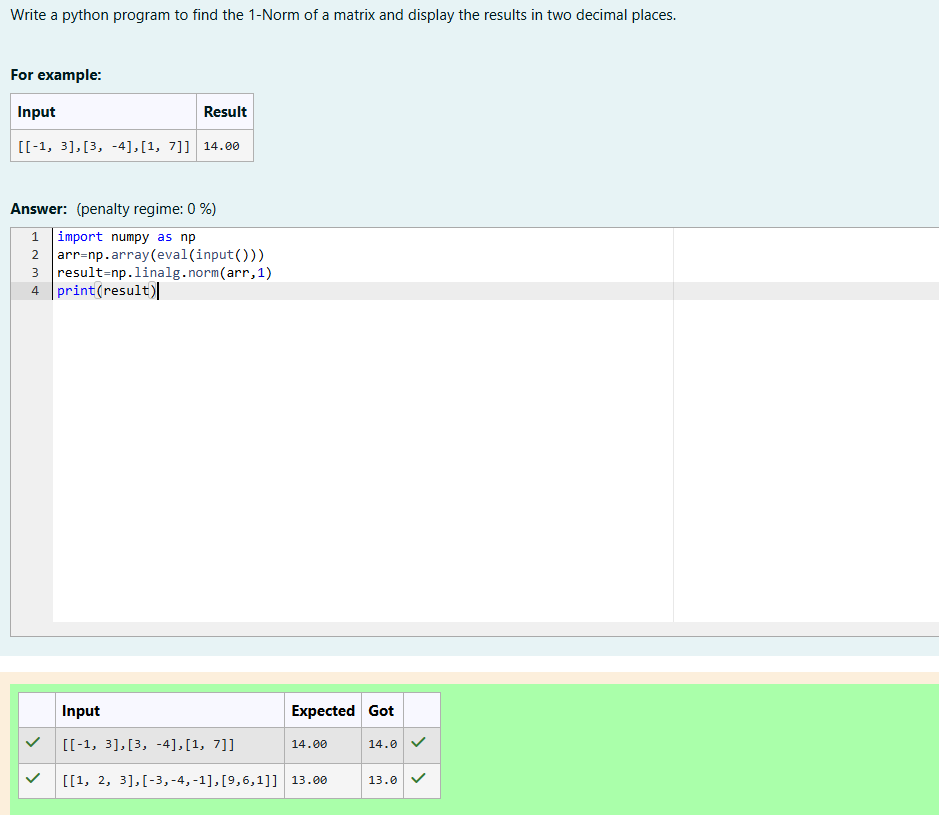 Write a python program to find the 1-Norm of a matrix and display the results in two decimal places.
For example:
Input Result
[[-1, 3],[3, -4],[1, 7]] 14.00
Answer: (penalty regime: 0 %)
1 import numpy as np
2 arr=np.array(eval(input()))
3 result=np.linalg.norm(arr,1)
4 print(result)
Input Expected Got
[[-1, 3],[3, -4],[1, 7]] 14.00 14.0
[[1, 2, 3],[-3,-4,-1],[9,6,1]] 13.00 13.0